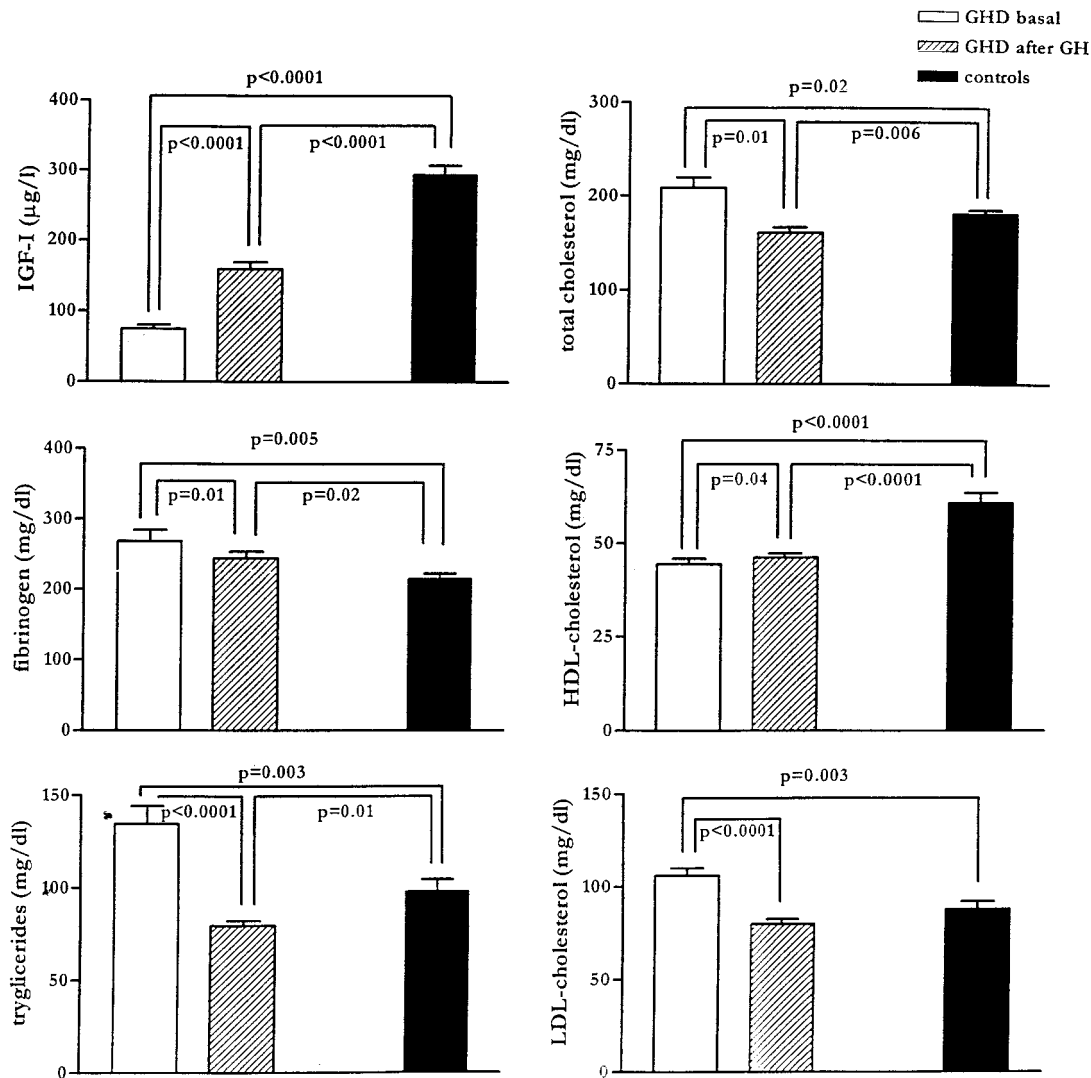 GHD basal
GHD after GH
controls
p<0.0001
p<0.0001
p<0.0001
400
300
200
100
0
IGF-I (µg/l)
p=0.02
p=0.01
p=0.006
300
200
100
0
total cholesterol (mg/dl)
p=0.005
p=0.01
p=0.02
400
300
200
100
0
fibrinogen (mg/dl)
p<0.0001
p=0.04
p<0.0001
75
50
25
0
HDL-cholesterol (mg/dl)
p=0.003
p<0.0001
p=0.01
150
100
50
0
tryglicerides (mg/dl)
p=0.003
p<0.0001
150
100
50
0
LDL-cholesterol (mg/dl)